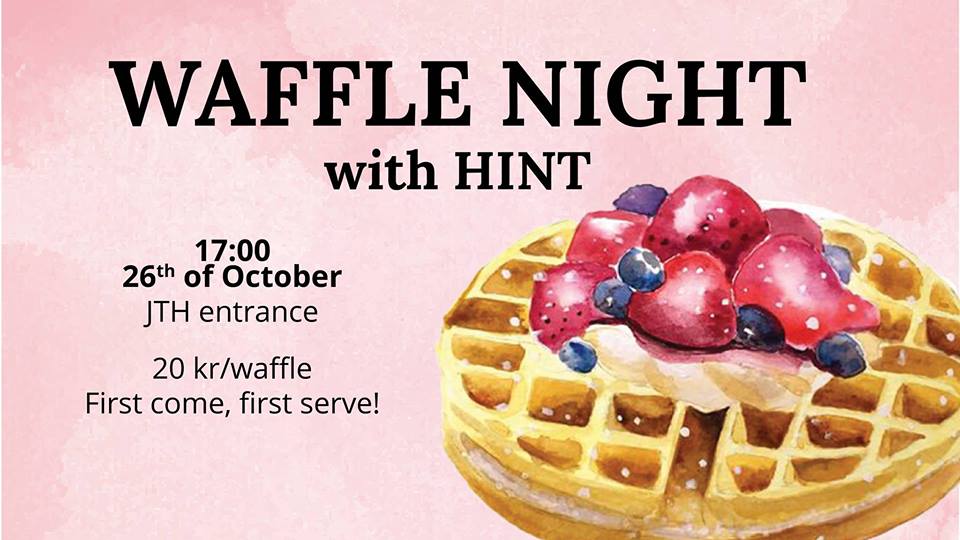 WAFFLE NIGHT
with HINT
17:00
26th of October
JTH entrance
20 kr/waffle
First come, first serve!